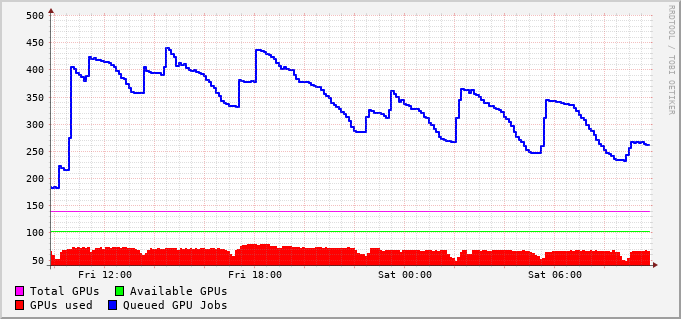 500
450
400
350
300
250
200
150
100
50
Fri 12:00 Fri 18:00 Sat 00:00 Sat 06:00
Total GPUs Available GPUs
GPUs used Queued GPU Jobs
RRDTOOL / TOBI OETIKER